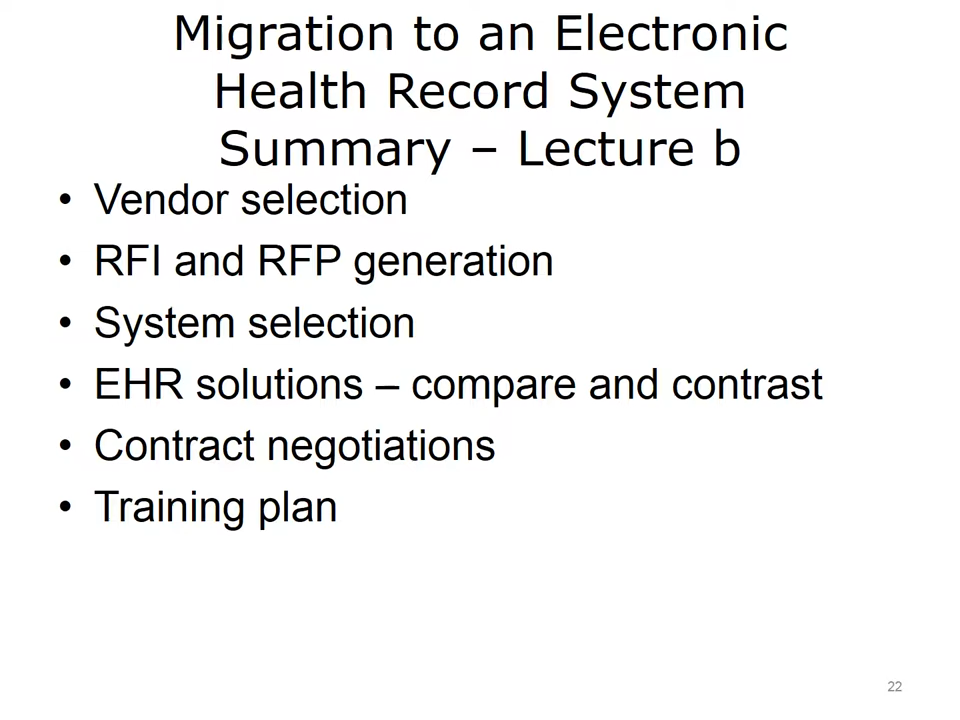 Migration to an Electronic
Health Record System
Summary – Lecture b
• Vendor selection
• RFI and RFP generation
• System selection
• EHR solutions – compare and contrast
• Contract negotiations
• Training plan
22